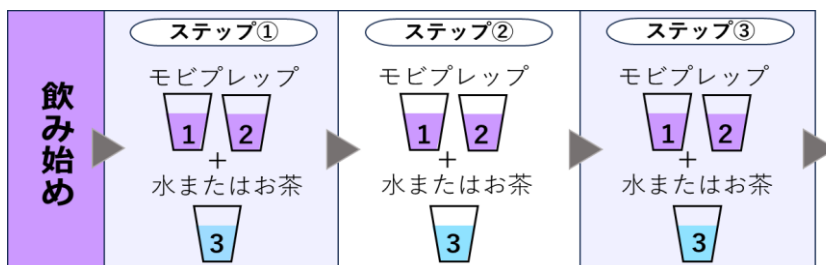 飲み始め
ステップ①
モビプレップ
1 2
+
水またはお茶
3
ステップ②
モビプレップ
1 2
+
水またはお茶
3
ステップ③
モビプレップ
1 2
+
水またはお茶
3